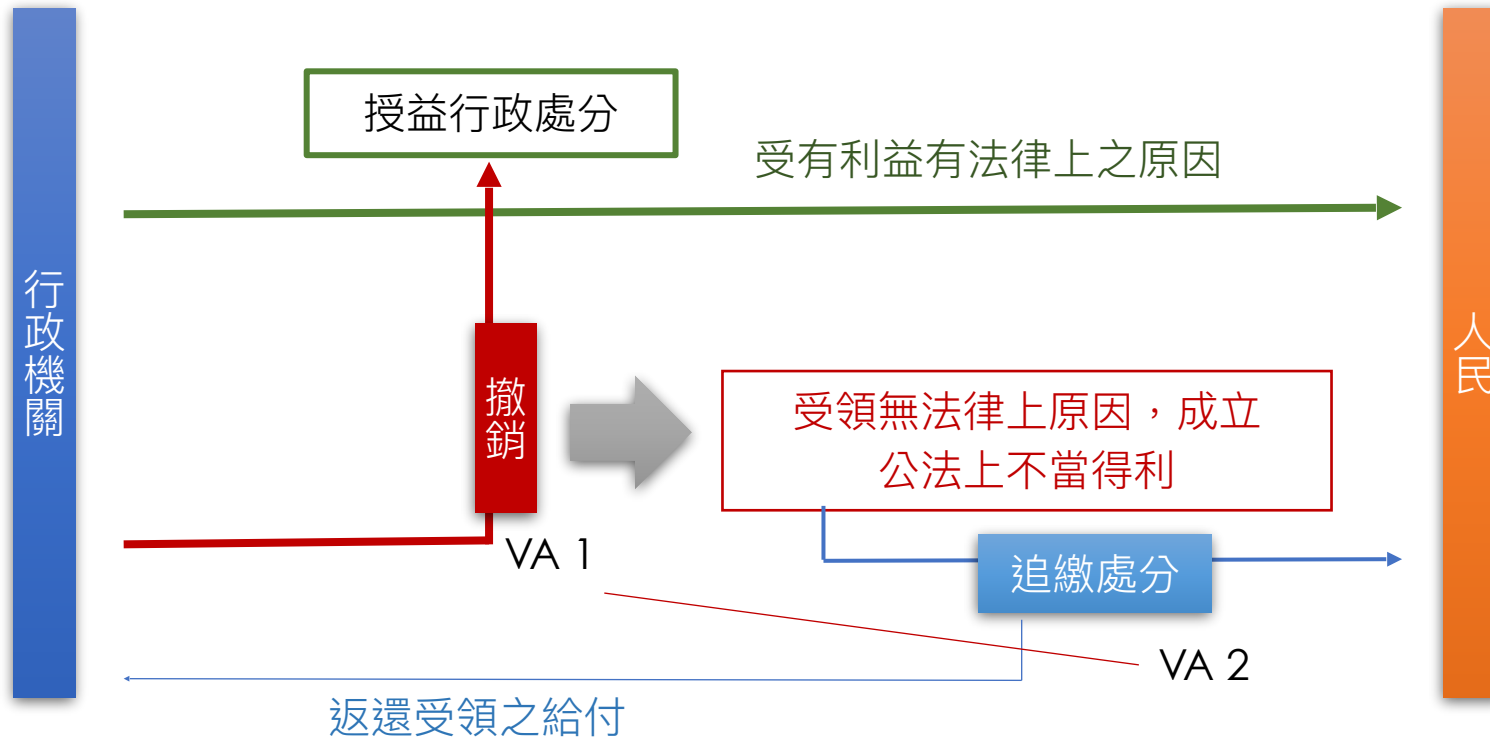 授益行政處分
受有利益有法律上之原因
行政機關
人民
撤銷
受領無法律上原因，成立
公法上不當得利
VA 1
追繳處分
VA 2
返還受領之給付